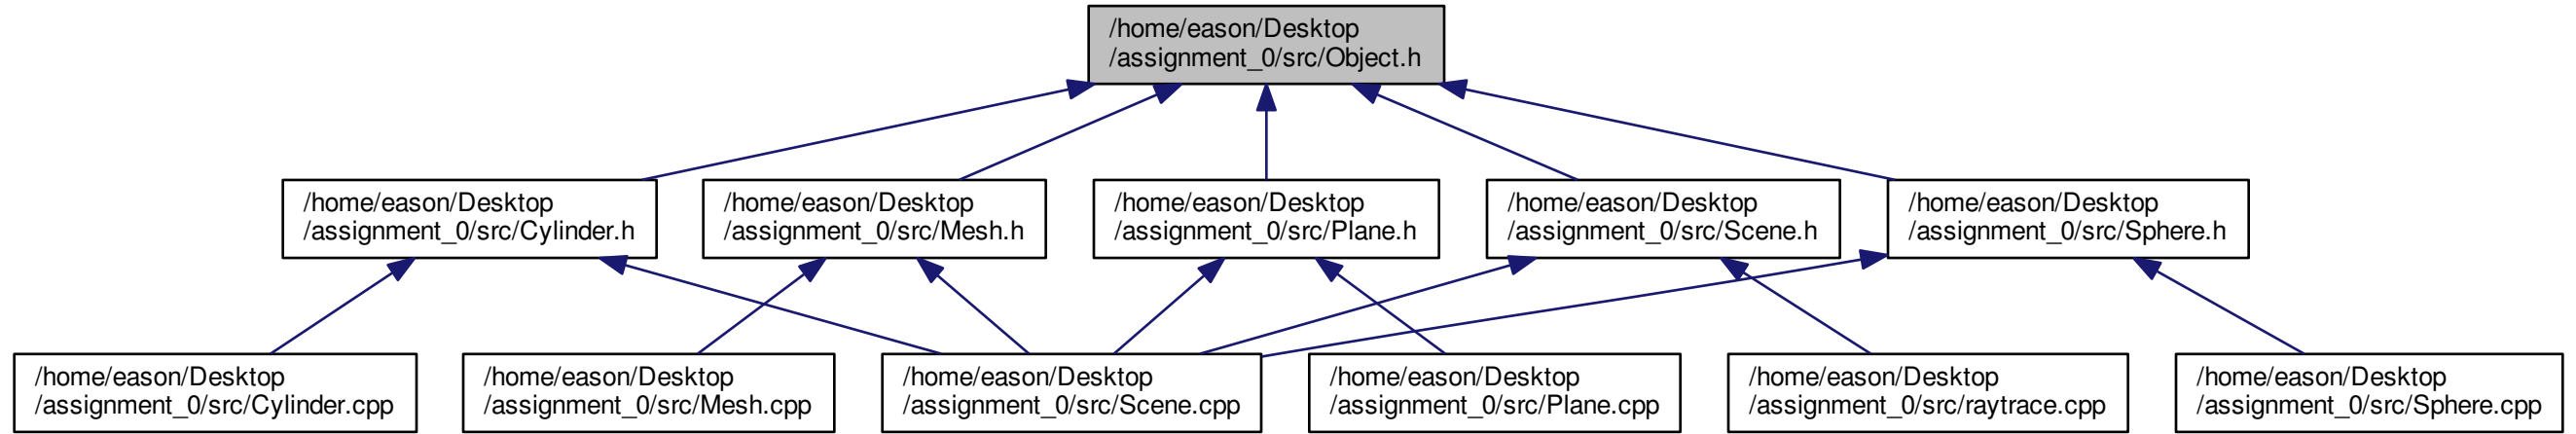 /home/eason/Desktop
/assignment_0/src/Object.h
/home/eason/Desktop
/assignment_0/src/Cylinder.h
/home/eason/Desktop
/assignment_0/src/Mesh.h
/home/eason/Desktop
/assignment_0/src/Plane.h
/home/eason/Desktop
/assignment_0/src/Scene.h
/home/eason/Desktop
/assignment_0/src/Sphere.h
/home/eason/Desktop
/assignment_0/src/Cylinder.cpp
/home/eason/Desktop
/assignment_0/src/Mesh.cpp
/home/eason/Desktop
/assignment_0/src/Scene.cpp
/home/eason/Desktop
/assignment_0/src/Plane.cpp
/home/eason/Desktop
/assignment_0/src/raytrace.cpp
/home/eason/Desktop
/assignment_0/src/Sphere.cpp